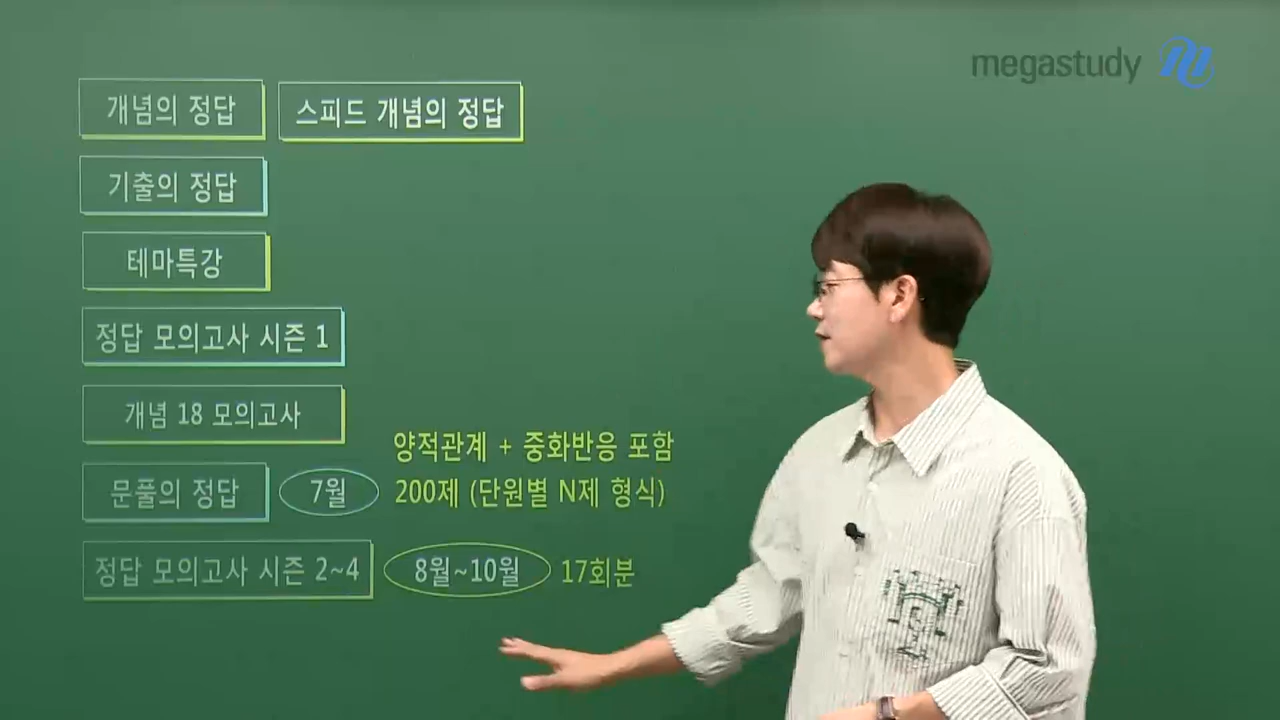 megastudy
개념의 정답 스피드 개념의 정답
기출의 정답
테마특강
정답 모의고사 시즌 1
개념 18 모의고사
양적관계 + 중화반응 포함
문풀의 정답 7월 200제 (단원별 N제 형식)
정답 모의고사 시즌 2~4 8월~10월 17회분